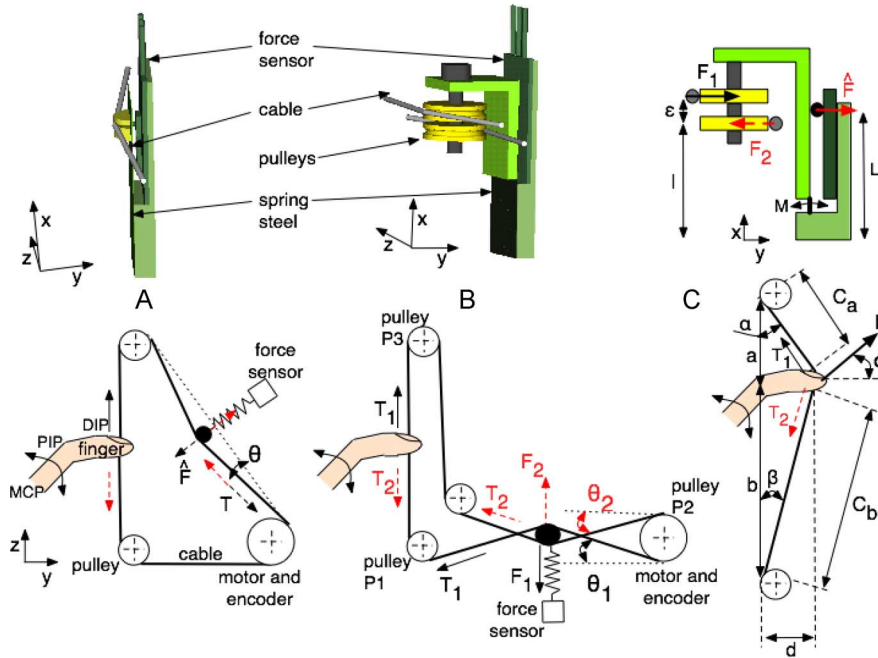 force
sensor
cable
pulleys
spring
steel
x
z
y
x
z
y
F1
ε
F2
F̂
l
L
M
x
y
A
B
C
force
sensor
DIP
PIP
finger
MCP
F̂
θ
T
z
y
pulley
cable
motor and
encoder
pulley
P3
T1
T2
T2
F2
θ2
pulley
P2
pulley
P1
T1
F1
θ1
force
sensor
motor and
encoder
Ca
α
a
T1
T2
b
β
Cb
d